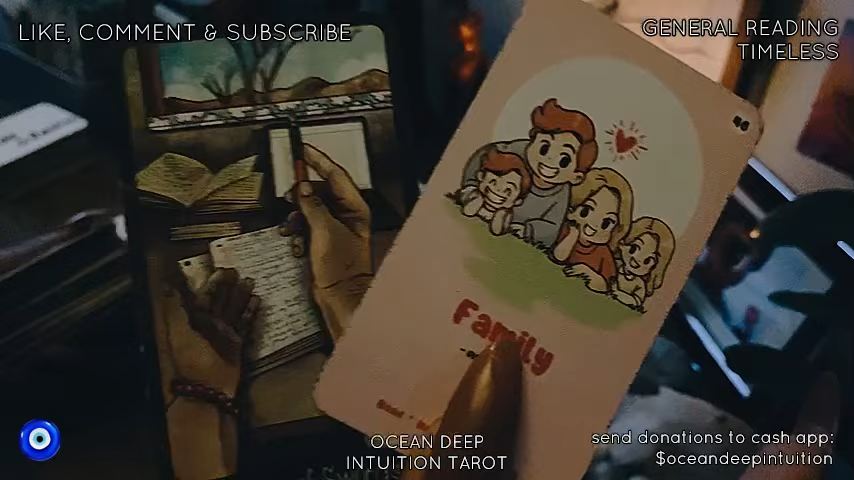 LIKE, COMMENT & SUBSCRIBE
GENERAL READING
TIMELESS
Family
OCEAN DEEP
INTUITION TAROT
send donations to cash app:
$oceandeepintuition